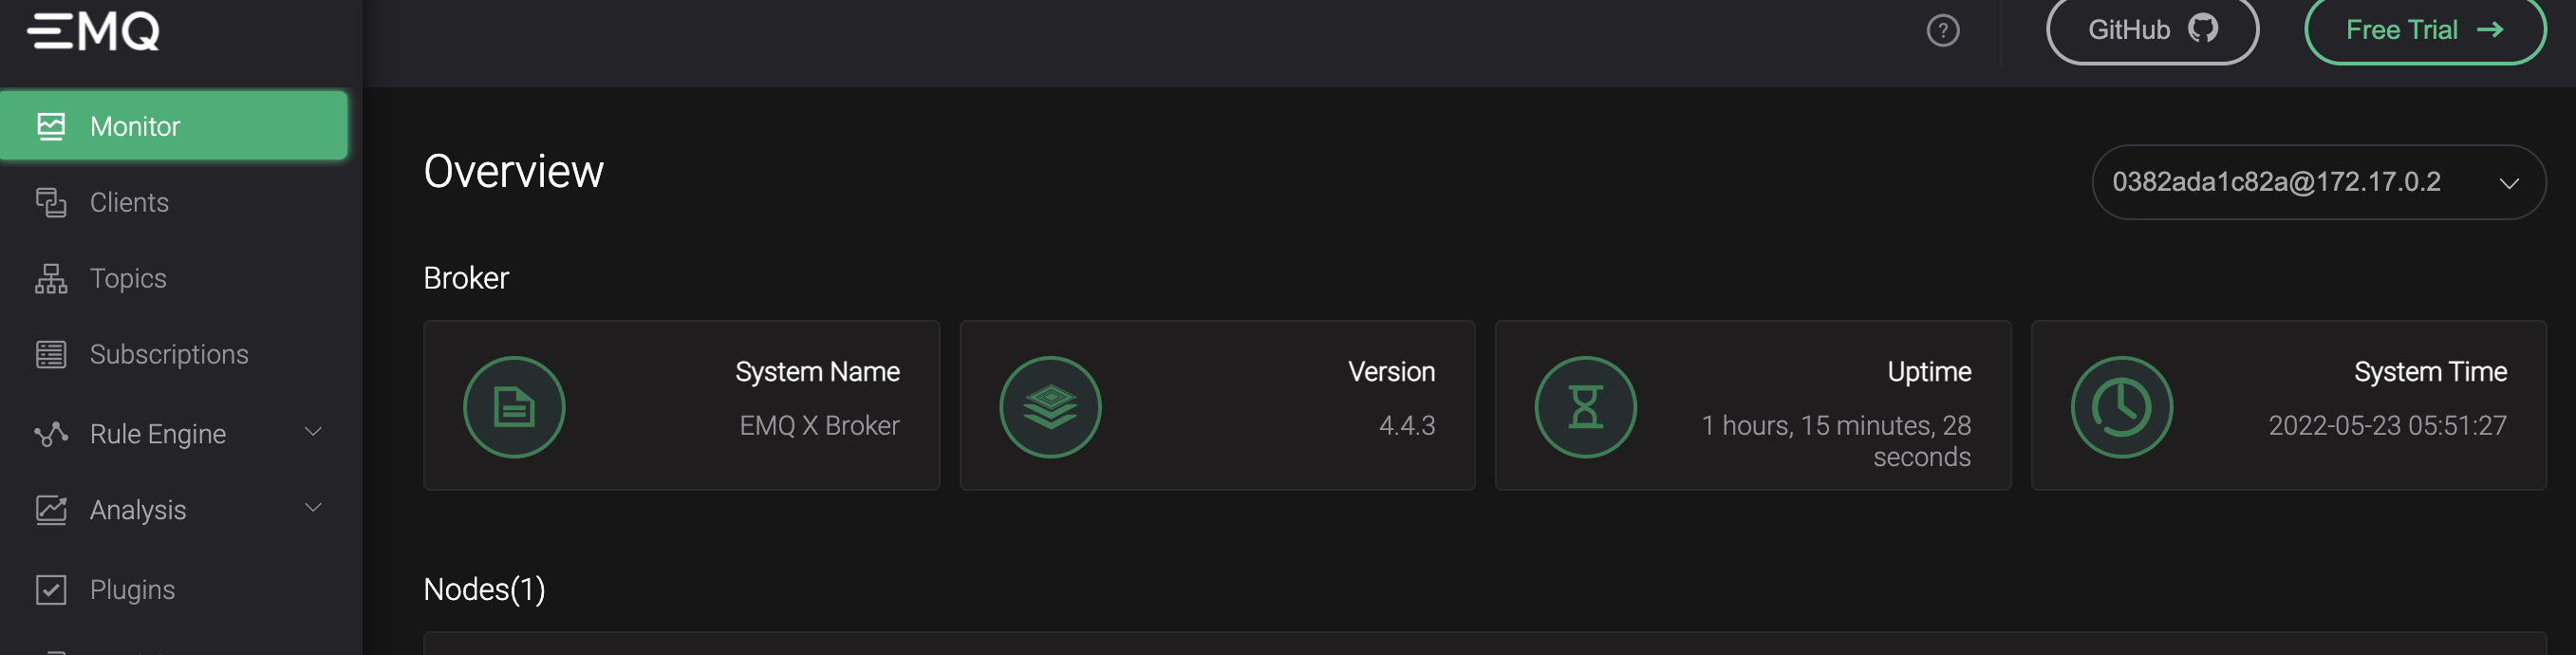 EMQ
?
GitHub
Free Trial →
Monitor
Clients
Topics
Subscriptions
Rule Engine
Analysis
Plugins
Overview
0382ada1c82a@172.17.0.2
Broker
System Name
EMQ X Broker
Version
4.4.3
Uptime
1 hours, 15 minutes, 28
seconds
System Time
2022-05-23 05:51:27
Nodes(1)